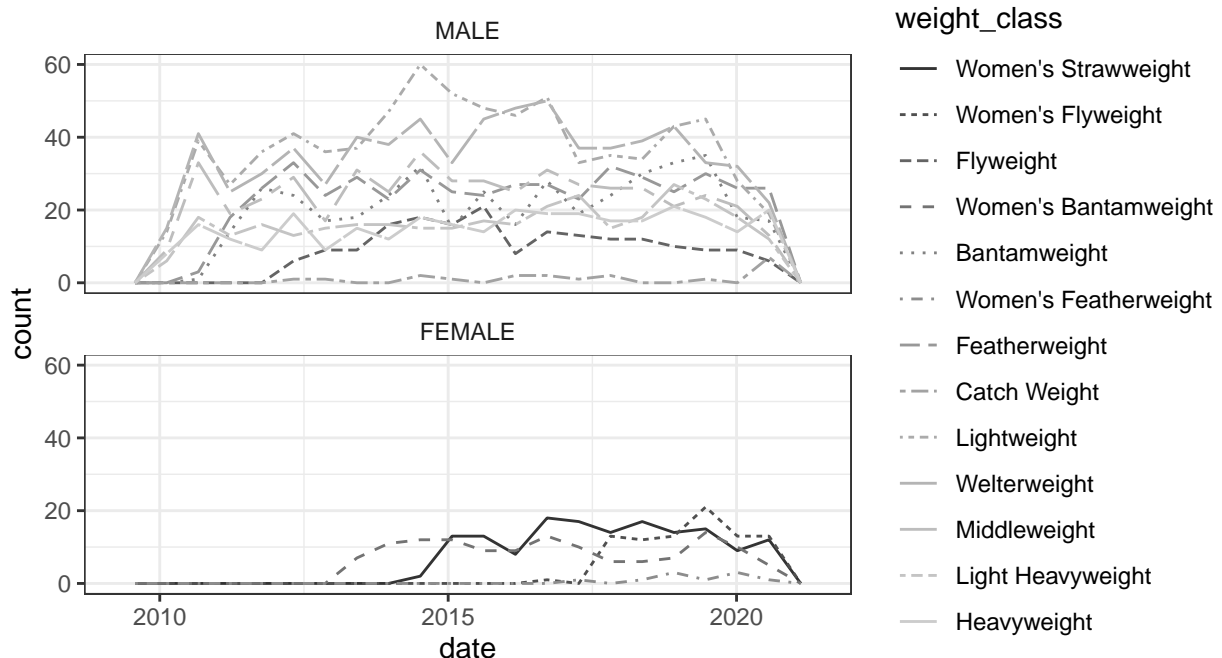 MALE
60
40
20
0
FEMALE
60
40
20
0
2010 2015 2020
date
count
weight_class
Women's Strawweight
Women's Flyweight
Flyweight
Women's Bantamweight
Bantamweight
Women's Featherweight
Featherweight
Catch Weight
Lightweight
Welterweight
Middleweight
Light Heavyweight
Heavyweight